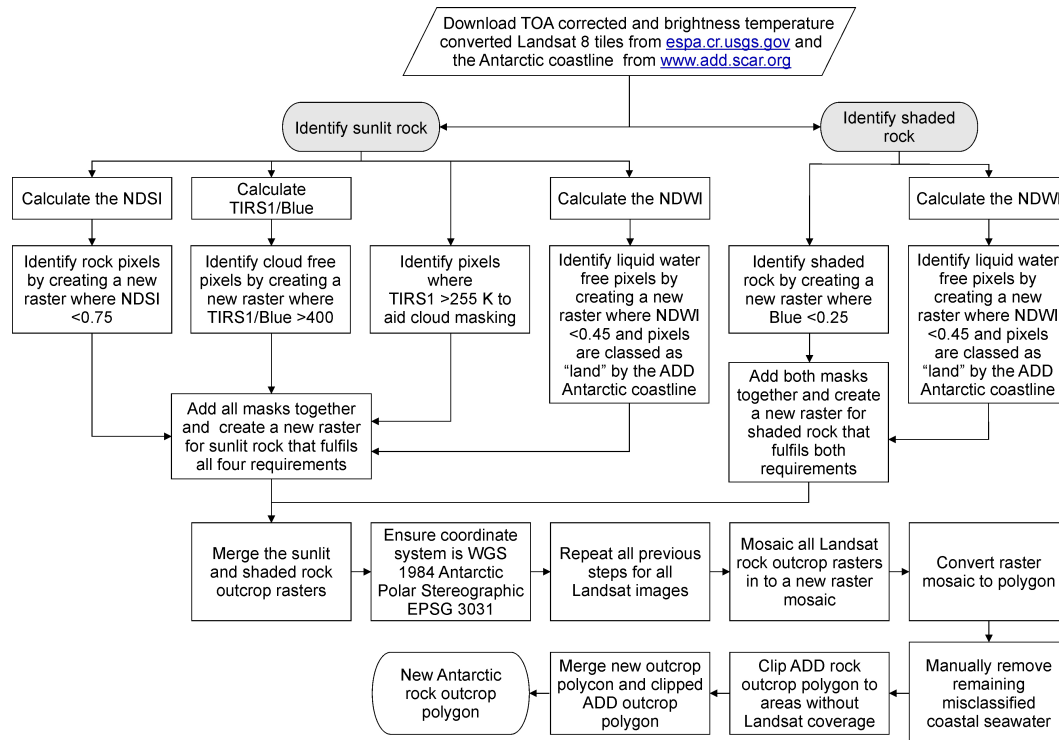 Download TOA corrected and brightness temperature
converted Landsat 8 tiles from espa.cr.usgs.gov and
the Antarctic coastline from www.add.scar.org
Identify sunlit rock
Identify shaded
rock
Calculate the NDSI
Calculate
TIRS1/Blue
Calculate the NDWI
Calculate the NDWI
Identify rock pixels
by creating a new
raster where NDSI
<0.75
Identify cloud free
pixels by creating a
new raster where
TIRS1/Blue >400
Identify pixels
where
TIRS1 >255 K to
aid cloud masking
Identify liquid water
free pixels by
creating a new
raster where NDWI
<0.45 and pixels
are classed as
“land” by the ADD
Antarctic coastline
Identify shaded
rock by creating a
new raster where
Blue <0.25
Identify liquid water
free pixels by
creating a new
raster where NDWI
<0.45 and pixels
are classed as
“land” by the ADD
Antarctic coastline
Add all masks together
and create a new raster
for sunlit rock that fulfils
all four requirements
Add both masks
together and create
a new raster for
shaded rock that
fulfils both
requirements
Merge the sunlit
and shaded rock
outcrop rasters
Ensure coordinate
system is WGS
1984 Antarctic
Polar Stereographic
EPSG 3031
Repeat all previous
steps for all
Landsat images
Mosaic all Landsat
rock outcrop rasters
in to a new raster
mosaic
Convert raster
mosaic to polygon
New Antarctic
rock outcrop
polygon
Merge new outcrop
polycon and clipped
ADD outcrop
polygon
Clip ADD rock
outcrop polygon to
areas without
Landsat coverage
Manually remove
remaining
misclassified
coastal seawater